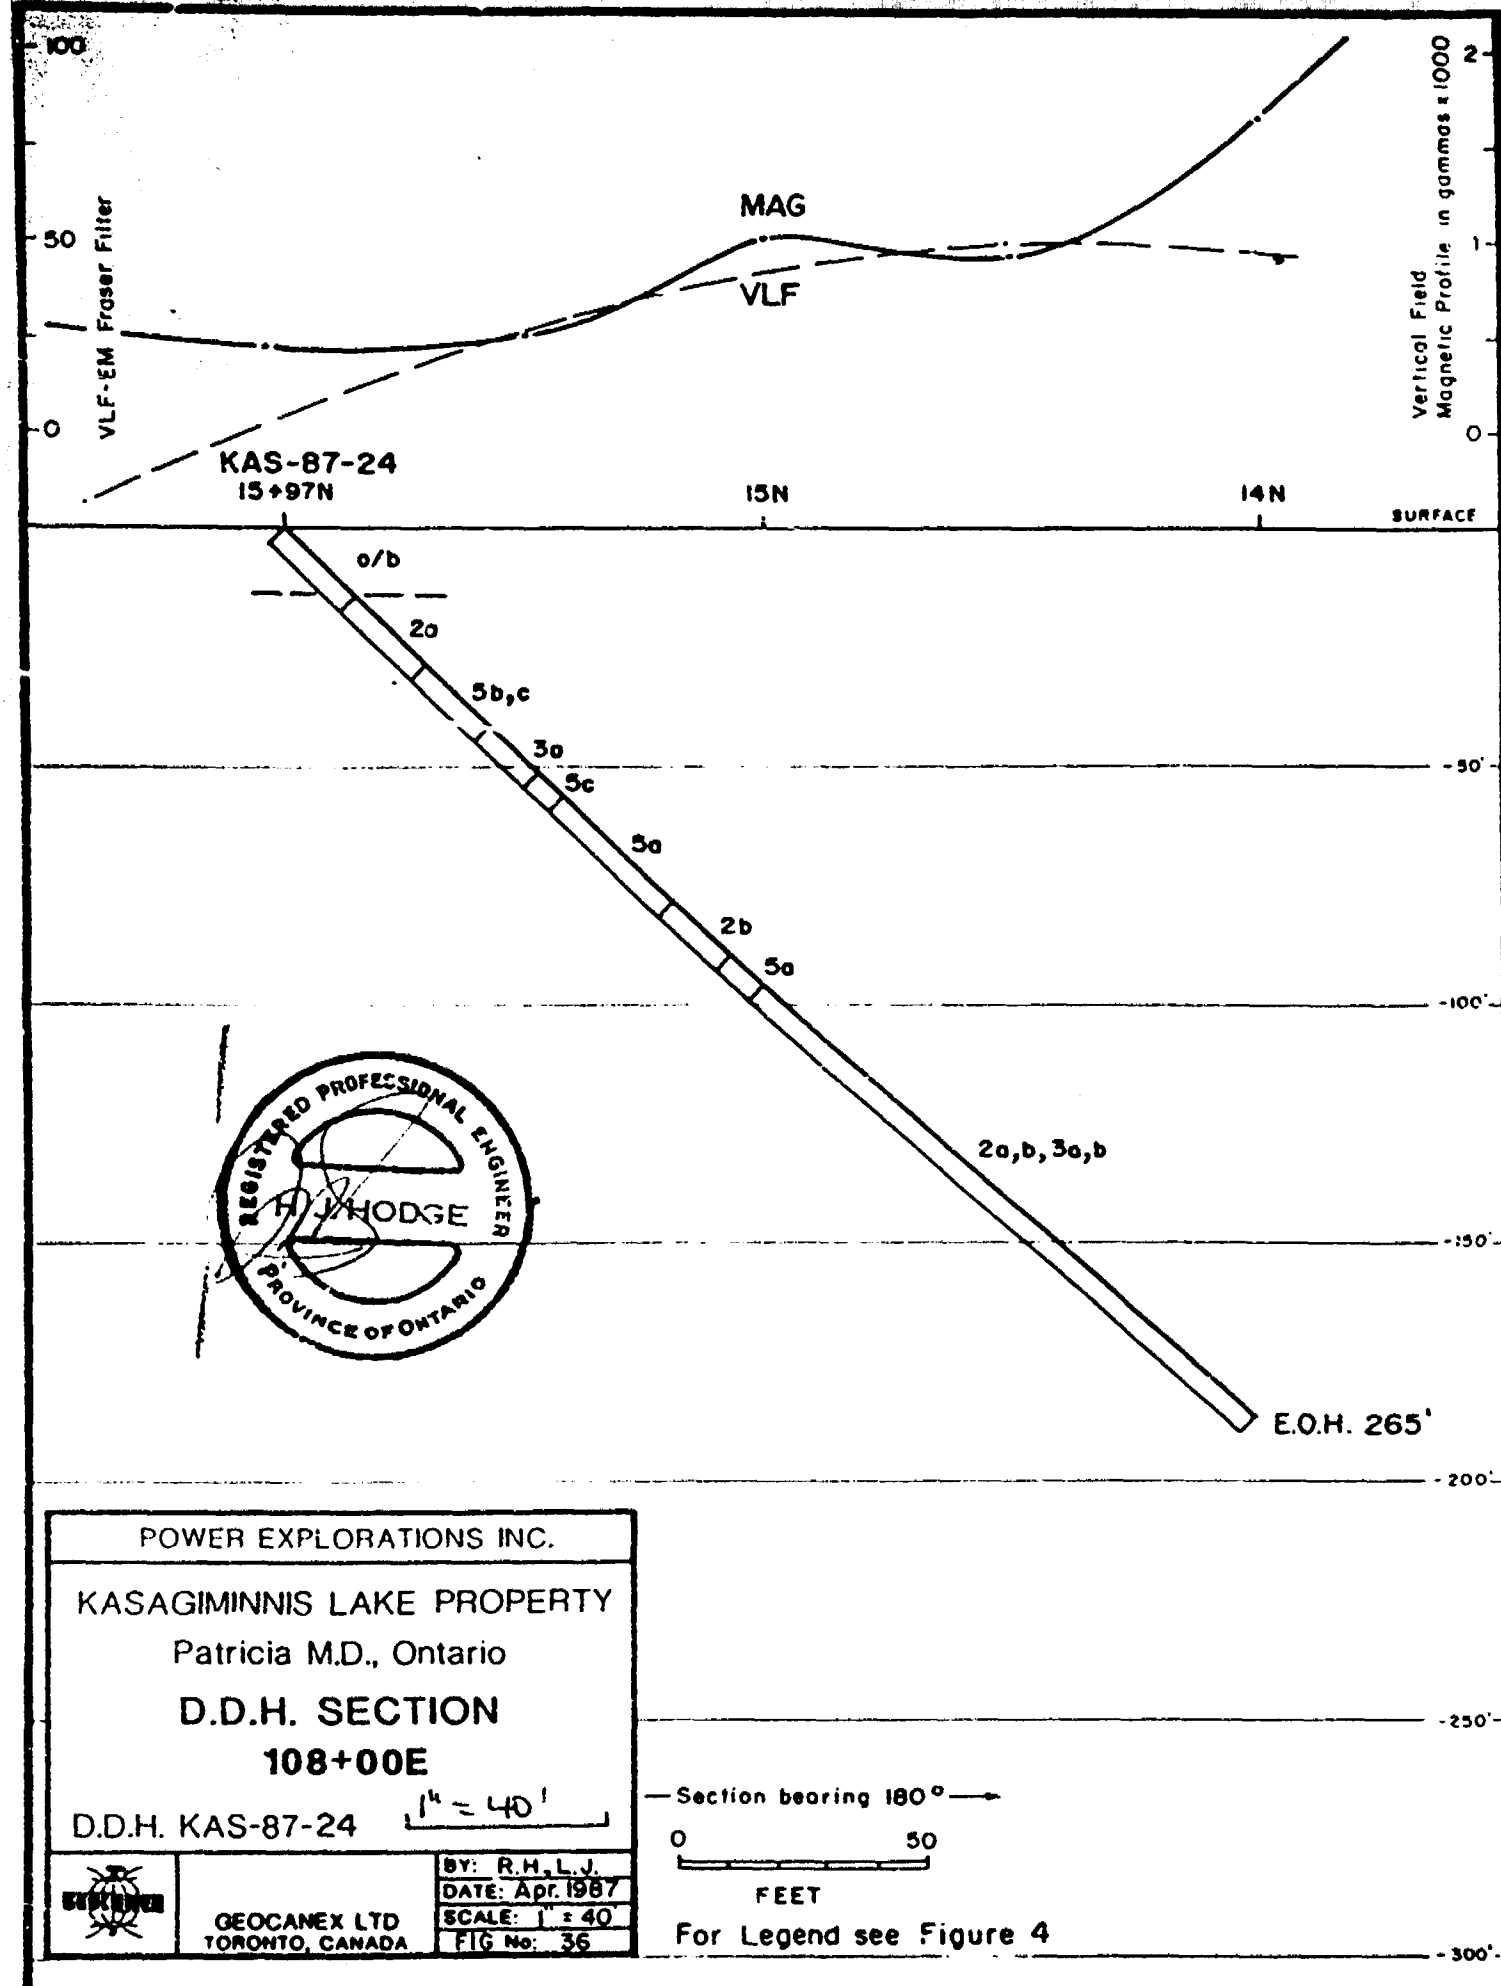 100
50
0
VLF-EM Fraser Filter
MAG
VLF
2
1
0
Vertical Field
Magnetic Profile in gammas x 1000
KAS-87-24
15+97N
15N
14N
SURFACE
o/b
2a
5b,c
3a
5c
5a
2b
5a
2a,b, 3a,b
E.O.H. 265'
-50'
-100'
-150'
-200'
-250'
-300'
REGISTERED PROFESSIONAL ENGINEER
H. J. HODGE
PROVINCE OF ONTARIO
POWER EXPLORATIONS INC.
KASAGIMINNIS LAKE PROPERTY
Patricia M.D., Ontario
D.D.H. SECTION
108+00E
D.D.H. KAS-87-24
1" = 40'
GEOCANEX LTD
TORONTO, CANADA
BY: R.H., L.J.
DATE: Apr. 1987
SCALE: 1" = 40'
FIG No: 36
Section bearing 180°
0 50
FEET
For Legend see Figure 4